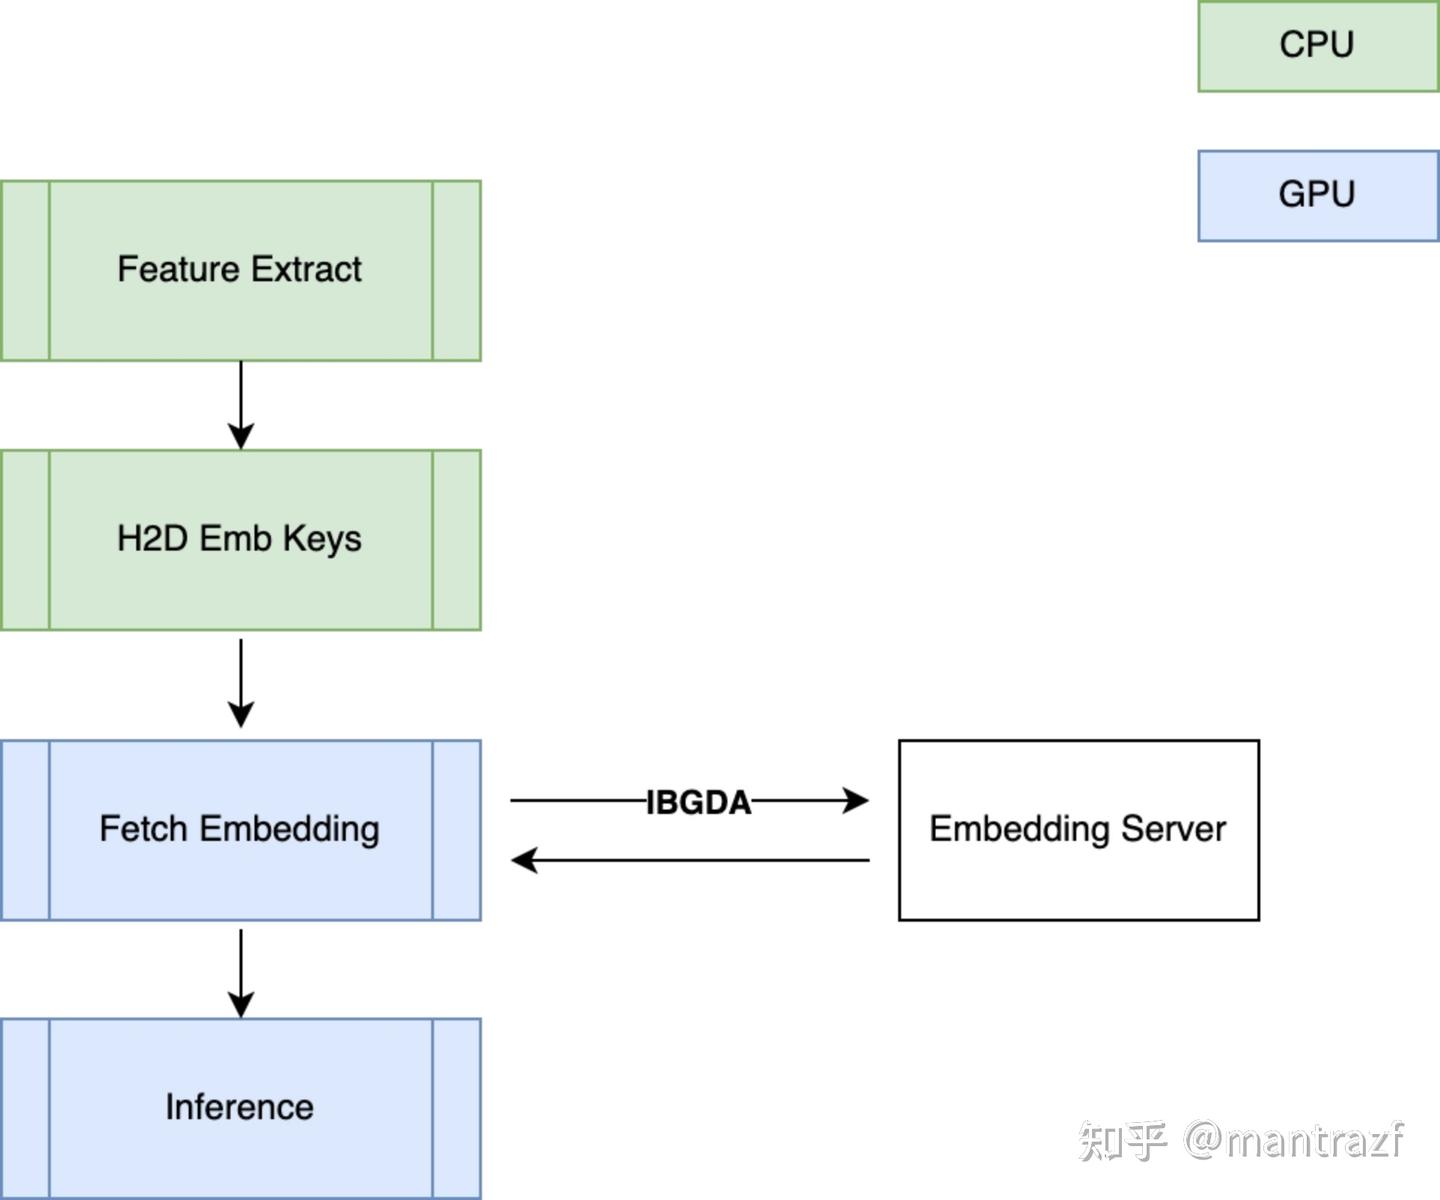 CPU
GPU
Feature Extract
H2D Emb Keys
Fetch Embedding
IBGDA
Embedding Server
Inference
知乎 @mantrazf